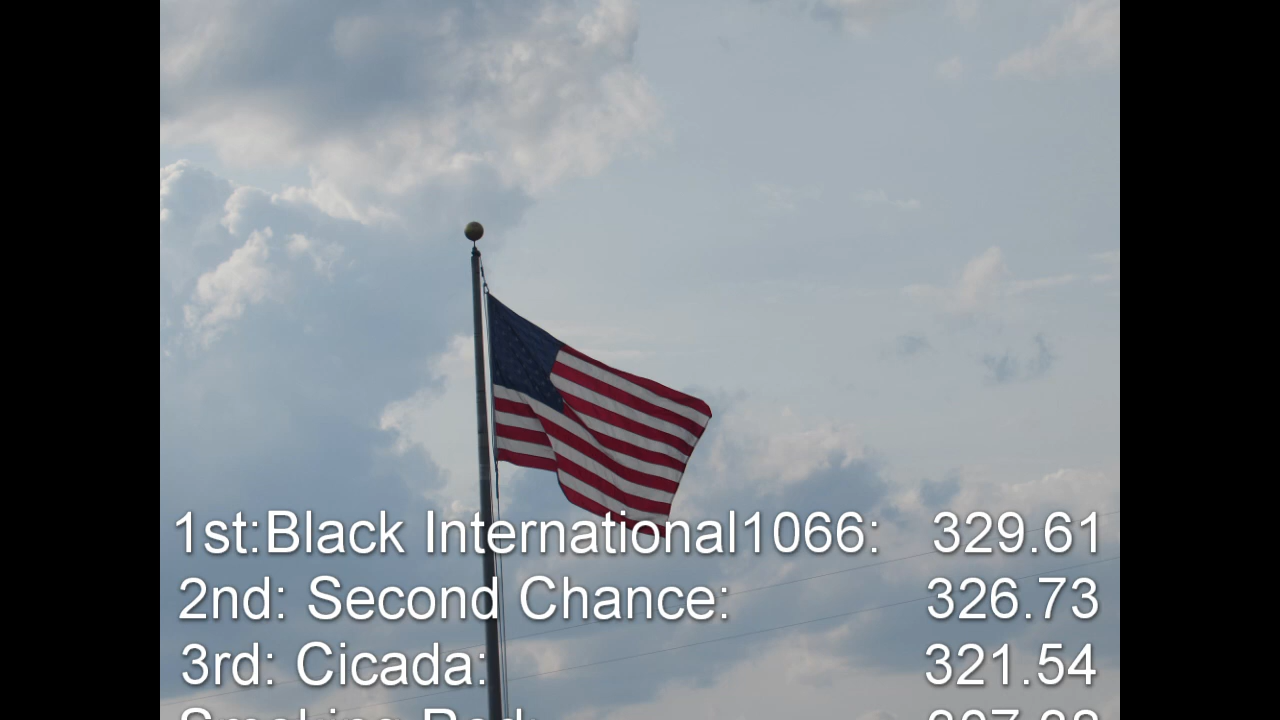 1st:Black International1066: 329.61
2nd: Second Chance: 326.73
3rd: Cicada: 321.54